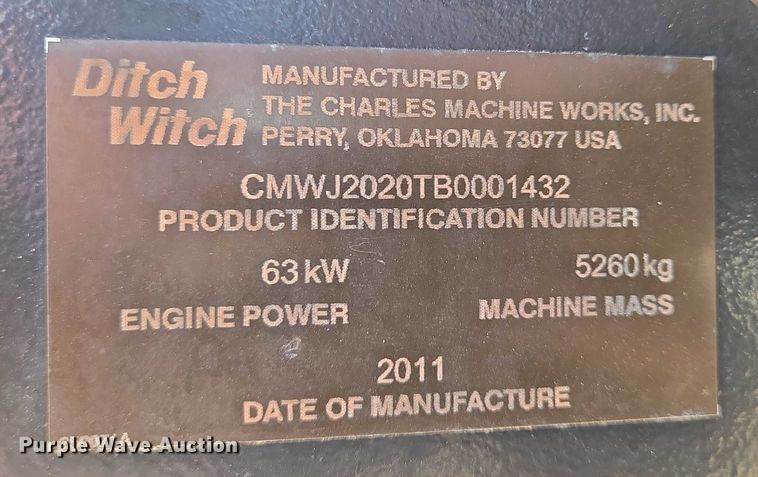 Ditch Witch
MANUFACTURED BY
THE CHARLES MACHINE WORKS, INC.
PERRY, OKLAHOMA 73077 USA
CMWJ2020TB0001432
PRODUCT IDENTIFICATION NUMBER
63 kW
5260 kg
ENGINE POWER
MACHINE MASS
2011
DATE OF MANUFACTURE
Purple Wave Auction